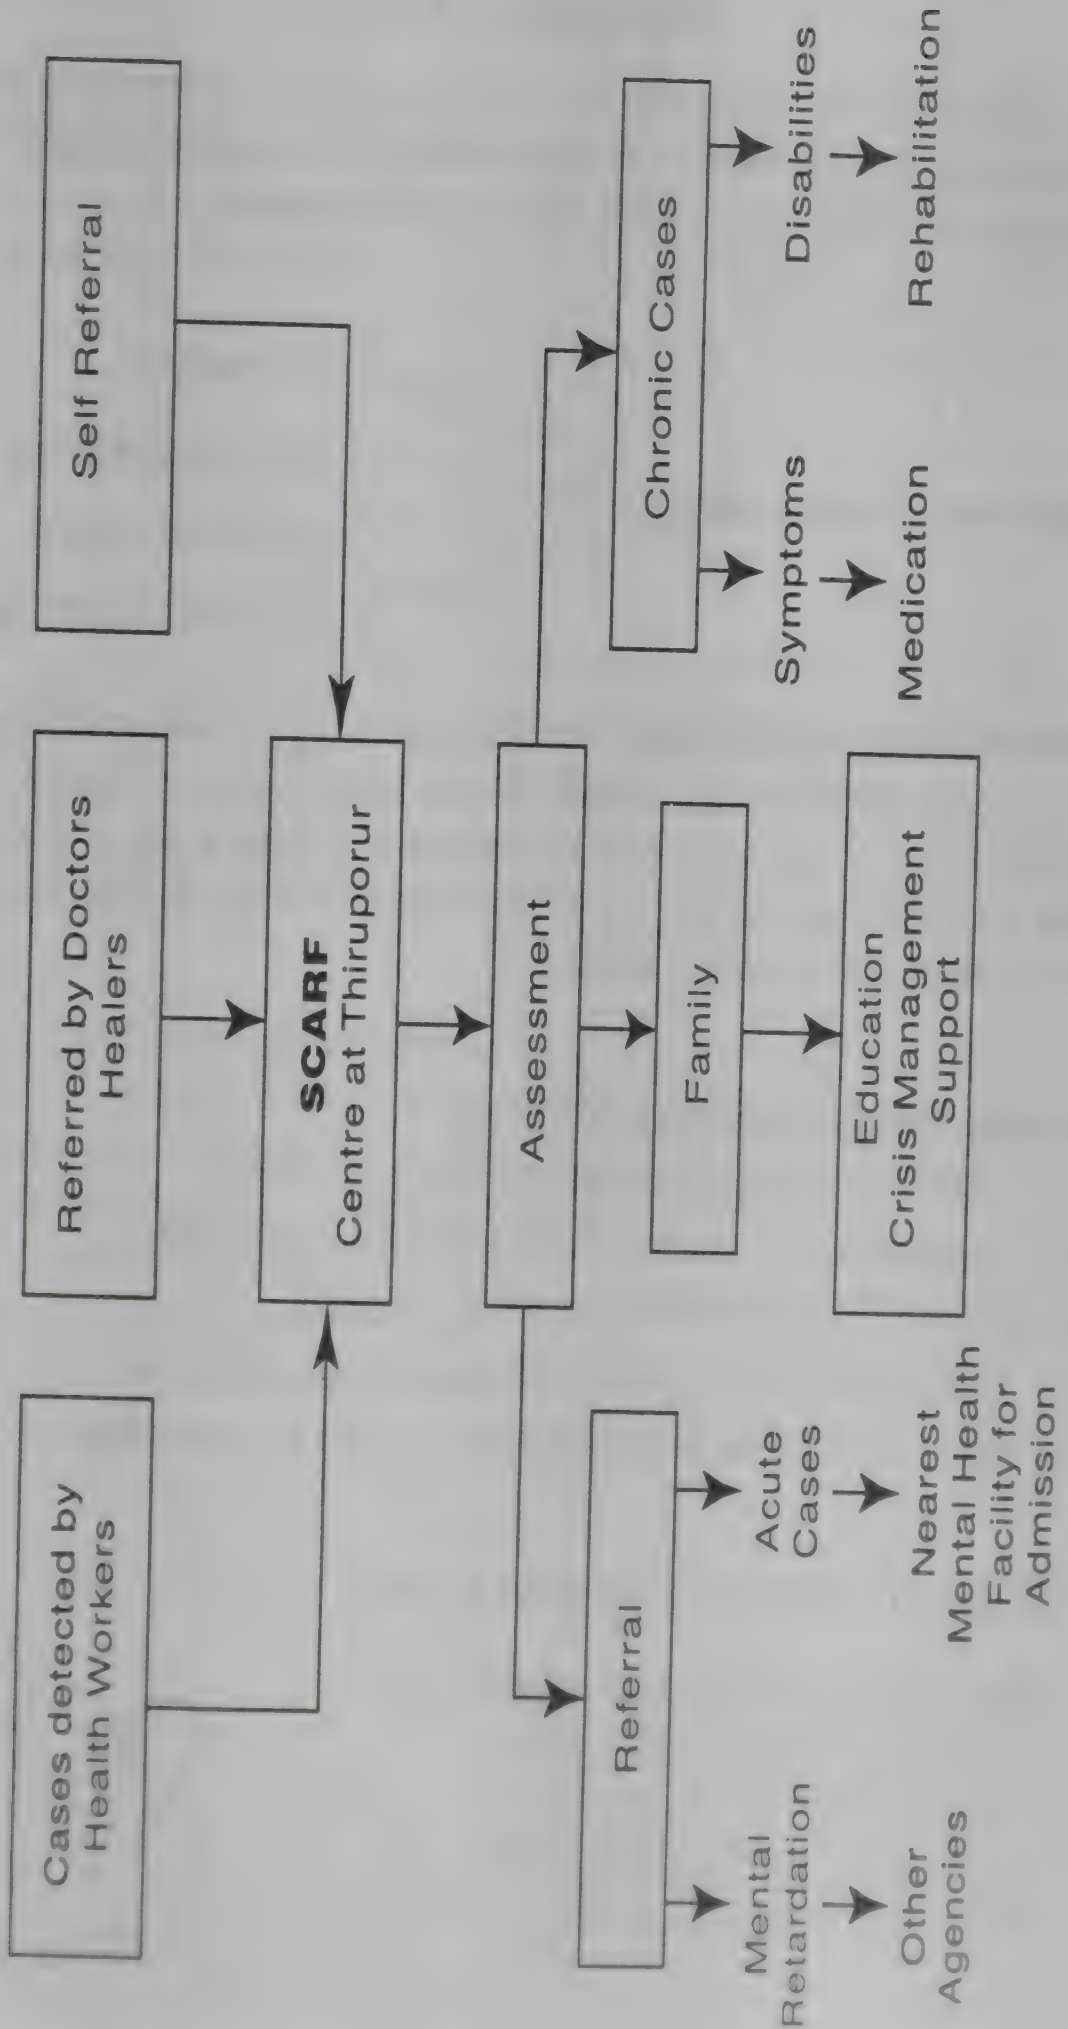 Cases detected by
Health Workers
Referred by Doctors
Healers
Self Referral
SCARF
Centre at Thiruporur
Assessment
Referral
Family
Chronic Cases
Mental
Retardation
Acute
Cases
Symptoms
Disabilities
Other
Agencies
Nearest
Mental Health
Facility for
Admission
Education
Crisis Management
Support
Medication
Rehabilitation